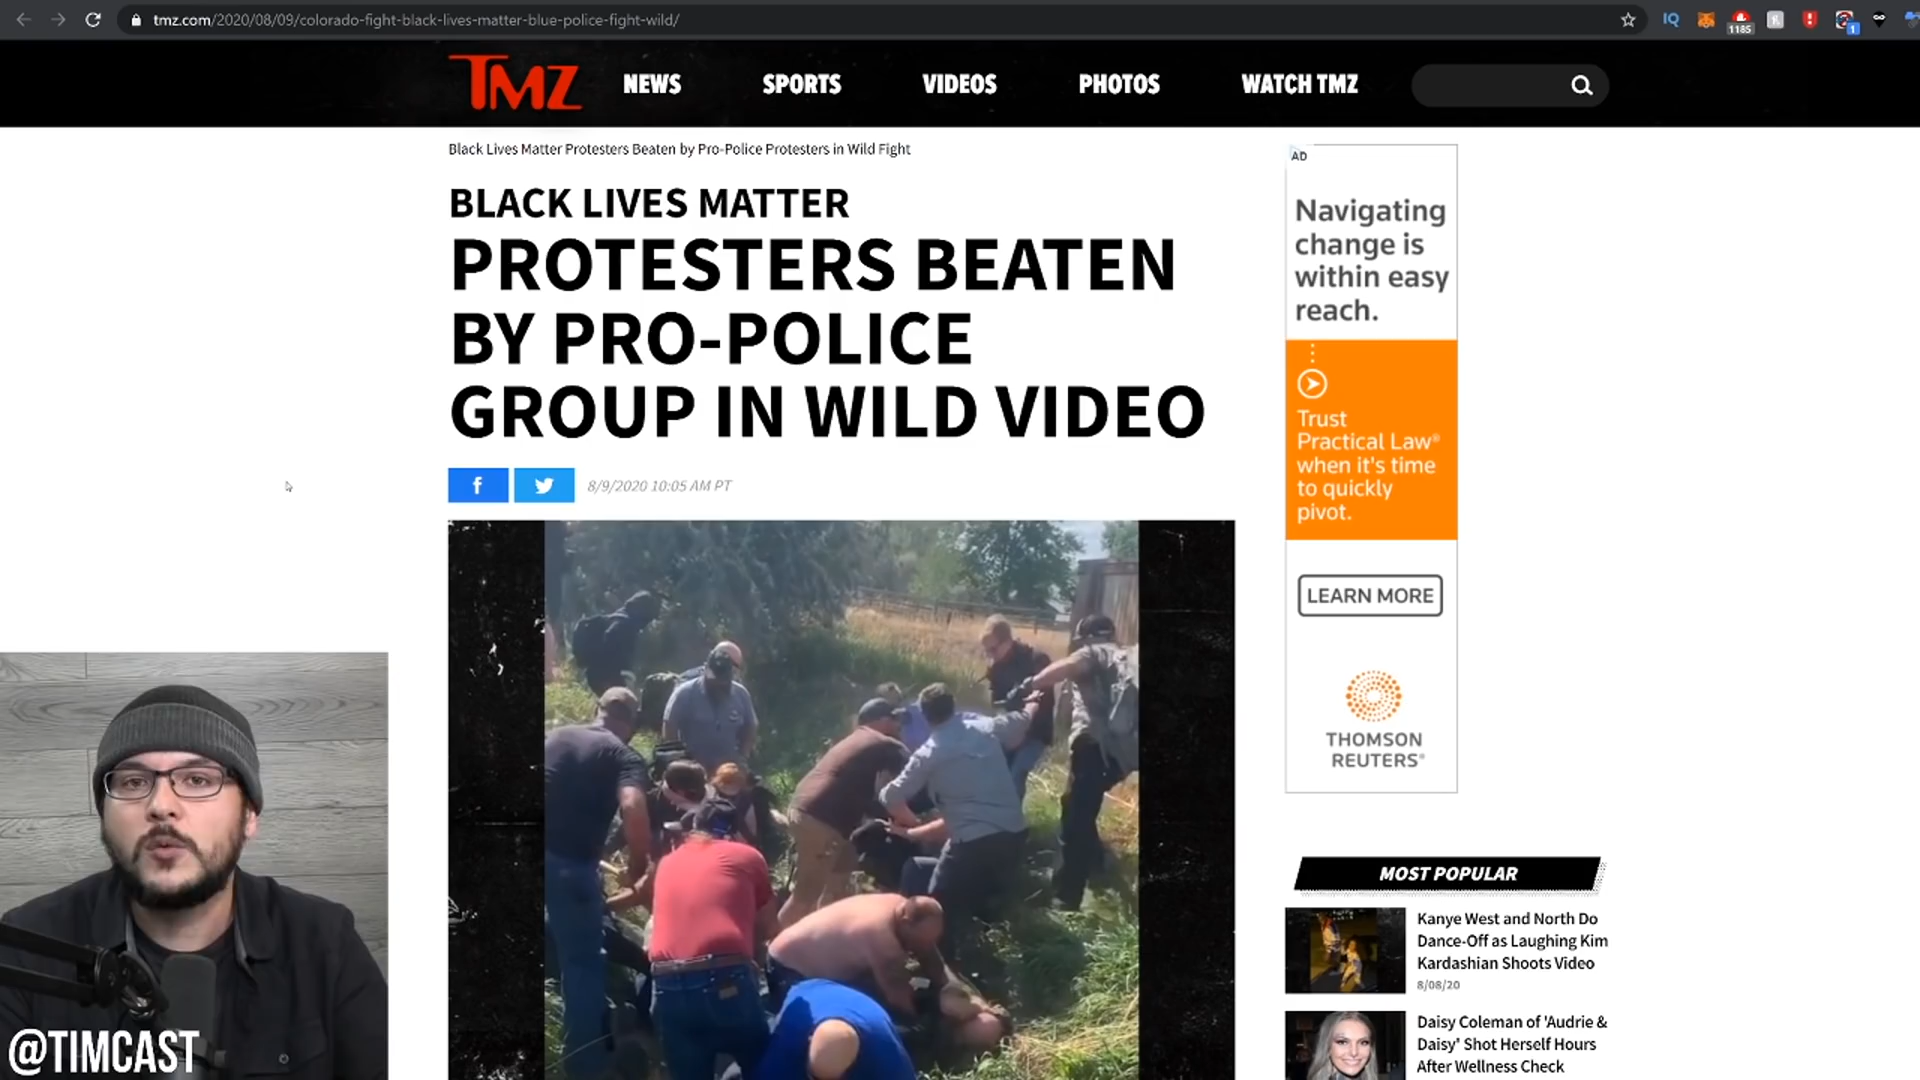 tmz.com/2020/08/09/colorado-fight-black-lives-matter-blue-police-fight-wild/
IQ
1185
1
TMZ
NEWS
SPORTS
VIDEOS
PHOTOS
WATCH TMZ
Black Lives Matter Protesters Beaten by Pro-Police Protesters in Wild Fight
BLACK LIVES MATTER
PROTESTERS BEATEN
BY PRO-POLICE
GROUP IN WILD VIDEO
f
8/9/2020 10:05 AM PT
AD
Navigating
change is
within easy
reach.
Trust
Practical Law®
when it's time
to quickly
pivot.
LEARN MORE
THOMSON
REUTERS®
MOST POPULAR
Kanye West and North Do
Dance-Off as Laughing Kim
Kardashian Shoots Video
8/08/20
Daisy Coleman of 'Audrie &
Daisy' Shot Herself Hours
After Wellness Check
@TIMCAST